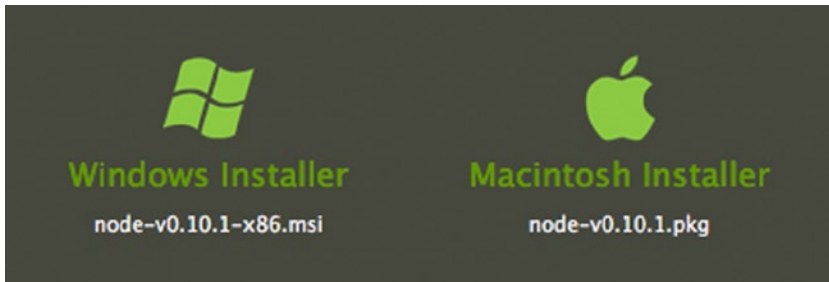 Windows Installer
node-v0.10.1-x86.msi
Macintosh Installer
node-v0.10.1.pkg